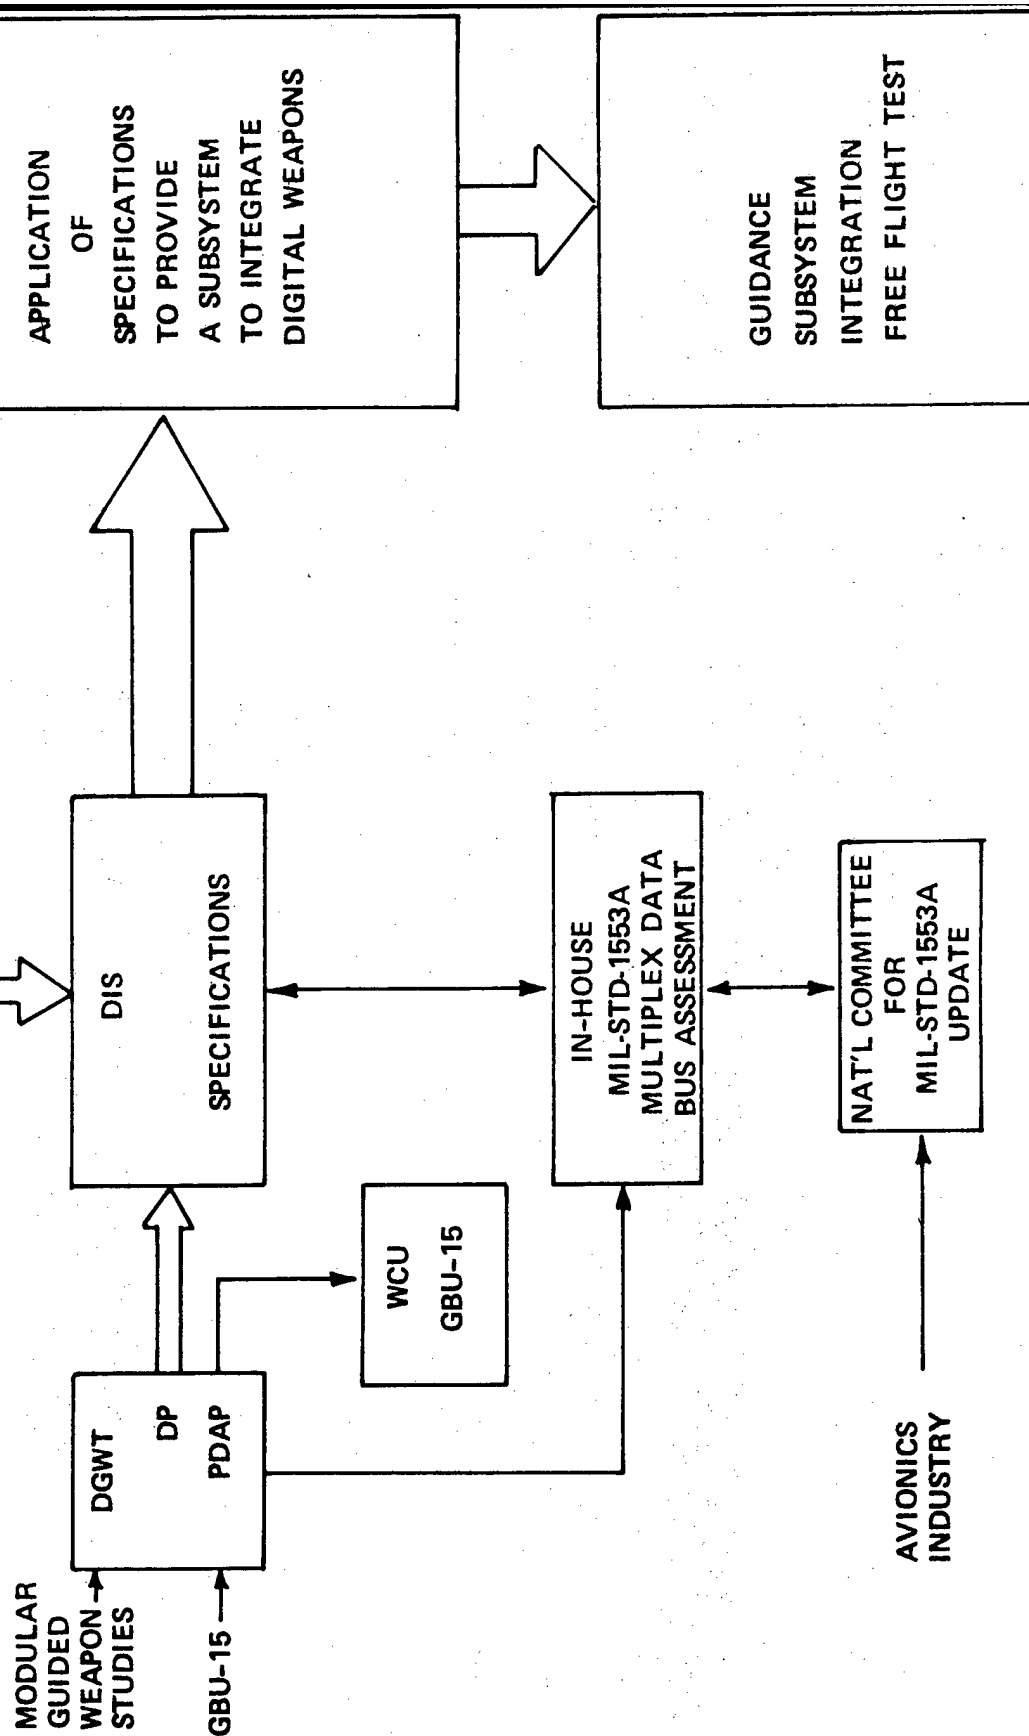 MODULAR
GUIDED
WEAPON
STUDIES
GBU-15
DGWT
DP
PDAP
WCU
GBU-15
DIS
SPECIFICATIONS
IN-HOUSE
MIL-STD-1553A
MULTIPLEX DATA
BUS ASSESSMENT
AVIONICS
INDUSTRY
NAT'L COMMITTEE
FOR
MIL-STD-1553A
UPDATE
APPLICATION
OF
SPECIFICATIONS
TO PROVIDE
A SUBSYSTEM
TO INTEGRATE
DIGITAL WEAPONS
GUIDANCE
SUBSYSTEM
INTEGRATION
FREE FLIGHT TEST